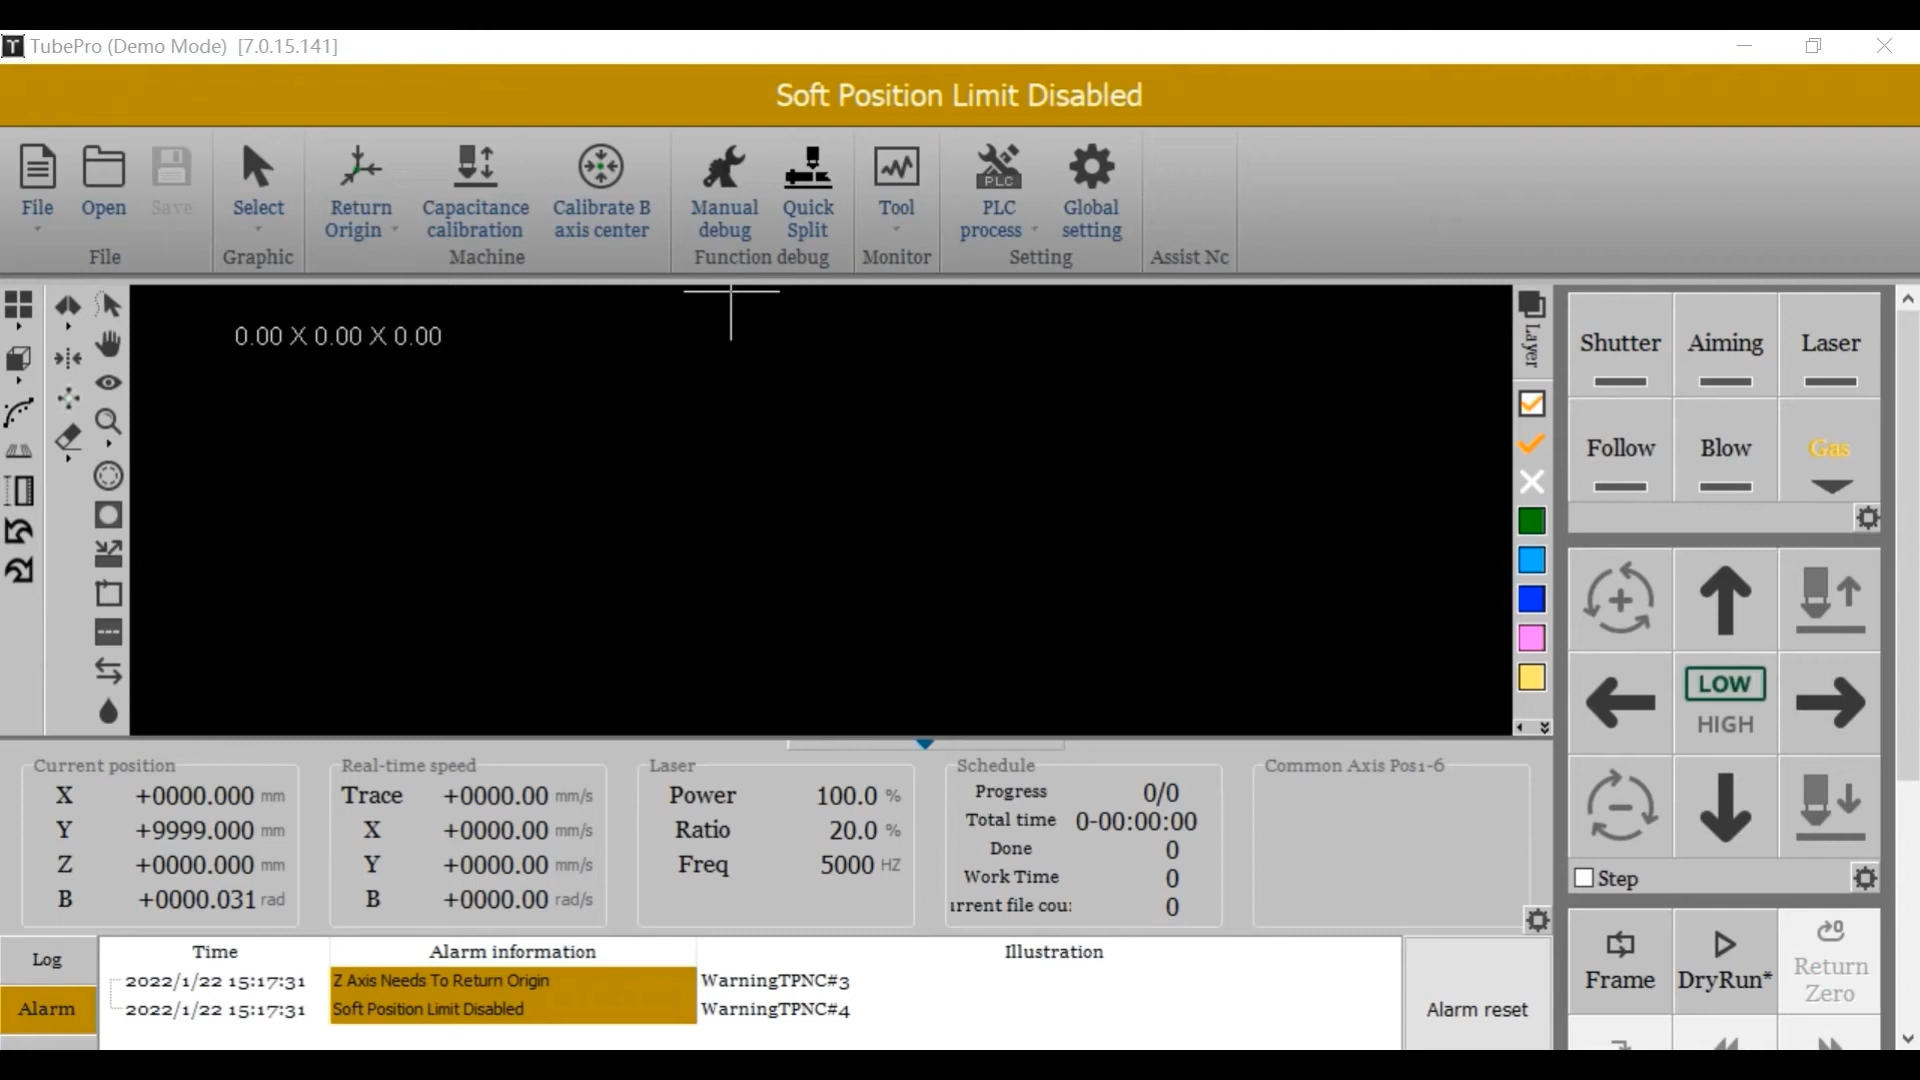 TubePro (Demo Mode) [7.0.15.141]
Soft Position Limit Disabled
File
Open
Save
File
Select
Graphic
Return
Origin
Capacitance
calibration
Calibrate B
axis center
Machine
Manual
debug
Quick
Split
Function debug
Tool
Monitor
PLC
PLC
process
Global
setting
Setting
Assist Nc
0.00 X 0.00 X 0.00
Layer
Shutter
Aiming
Laser
Follow
Blow
Gas
LOW
HIGH
Step
Current position
X +0000.000 mm
Y +9999.000 mm
Z +0000.000 mm
B +0000.031 rad
Real-time speed
Trace +0000.00 mm/s
X +0000.00 mm/s
Y +0000.00 mm/s
B +0000.00 rad/s
Laser
Power 100.0 %
Ratio 20.0 %
Freq 5000 HZ
Schedule
Progress 0/0
Total time 0-00:00:00
Done 0
Work Time 0
urrent file cou: 0
Common Axis Pos1-6
Frame
DryRun*
Return
Zero
Log
Alarm
Time Alarm information Illustration
2022/1/22 15:17:31 Z Axis Needs To Return Origin WarningTPNC#3
2022/1/22 15:17:31 Soft Position Limit Disabled WarningTPNC#4
Alarm reset